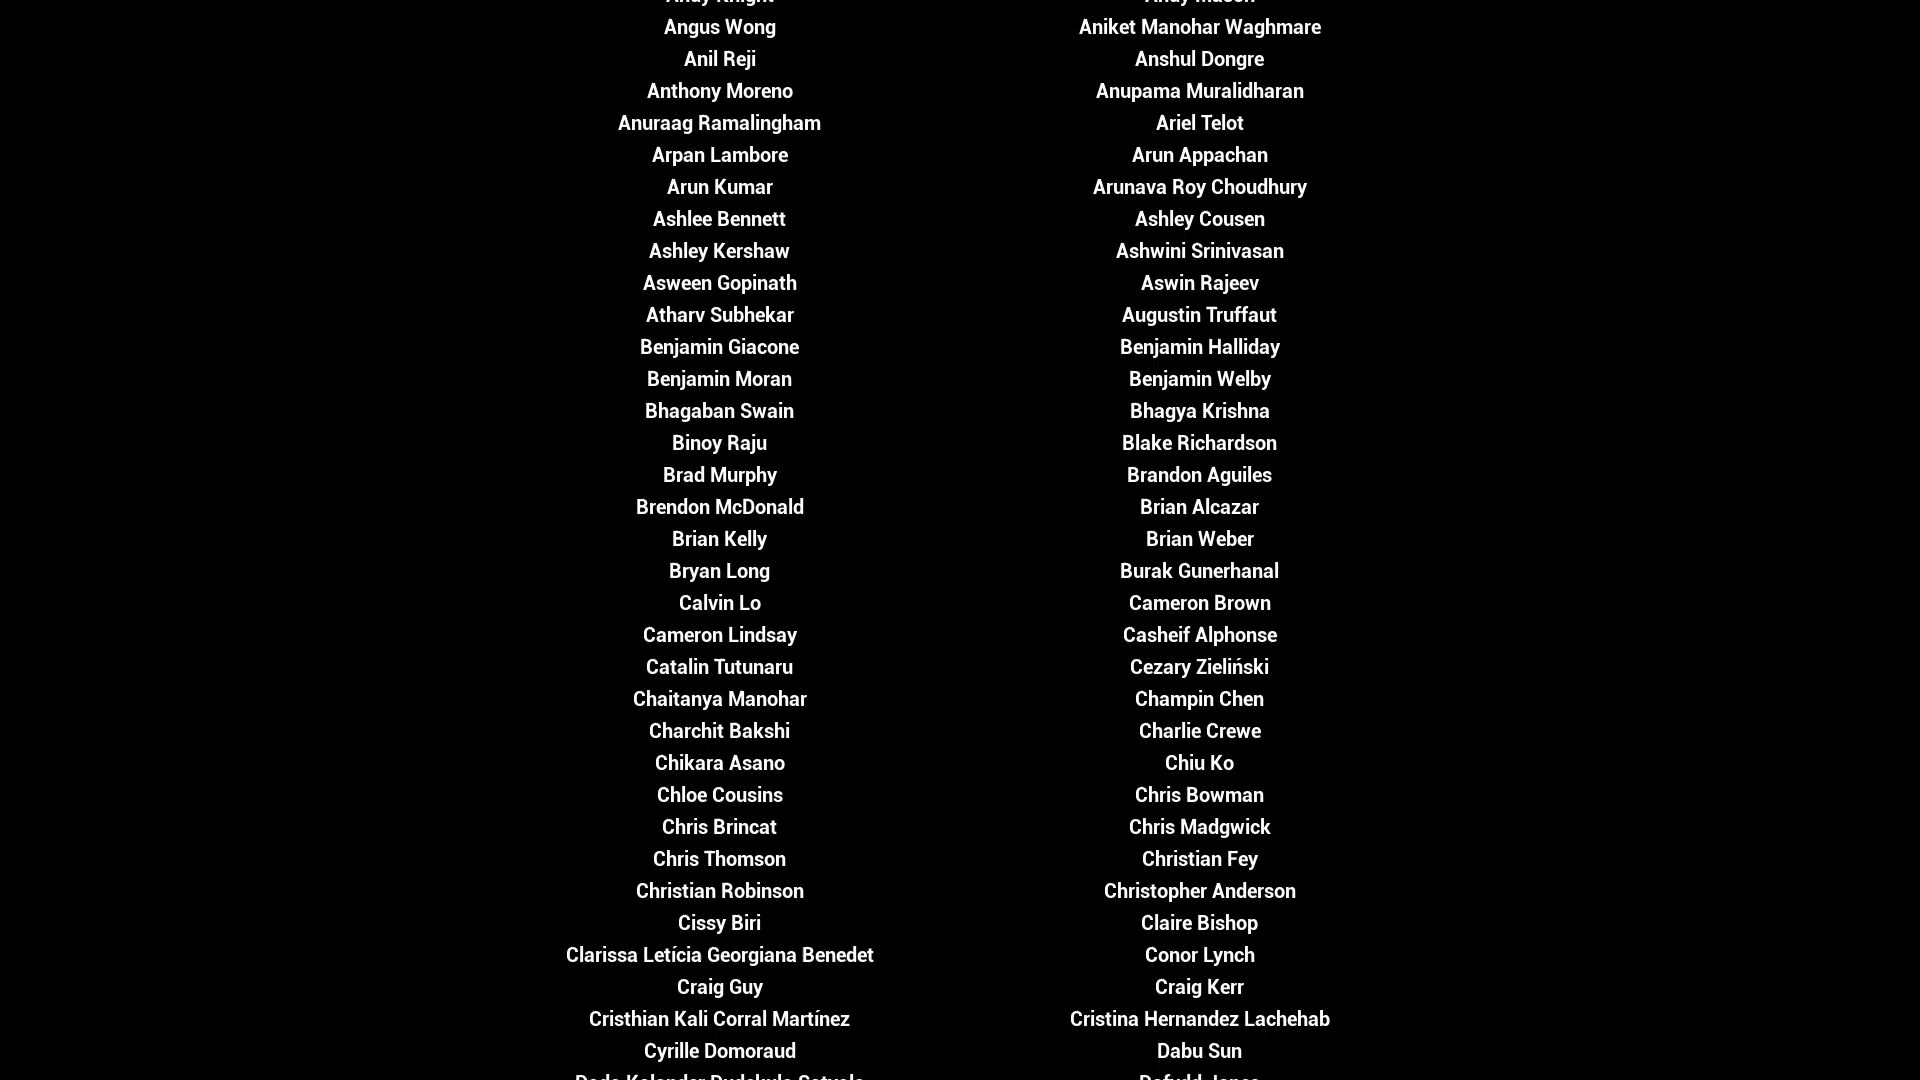 Angus Wong Aniket Manohar Waghmare
Anil Reji Anshul Dongre
Anthony Moreno Anupama Muralidharan
Anuraag Ramalingham Ariel Telot
Arpan Lambore Arun Appachan
Arun Kumar Arunava Roy Choudhury
Ashlee Bennett Ashley Cousen
Ashley Kershaw Ashwini Srinivasan
Asween Gopinath Aswin Rajeev
Atharv Subhekar Augustin Truffaut
Benjamin Giacone Benjamin Halliday
Benjamin Moran Benjamin Welby
Bhagaban Swain Bhagya Krishna
Binoy Raju Blake Richardson
Brad Murphy Brandon Aguiles
Brendon McDonald Brian Alcazar
Brian Kelly Brian Weber
Bryan Long Burak Gunerhanal
Calvin Lo Cameron Brown
Cameron Lindsay Casheif Alphonse
Catalin Tutunaru Cezary Zieliński
Chaitanya Manohar Champin Chen
Charchit Bakshi Charlie Crewe
Chikara Asano Chiu Ko
Chloe Cousins Chris Bowman
Chris Brincat Chris Madgwick
Chris Thomson Christian Fey
Christian Robinson Christopher Anderson
Cissy Biri Claire Bishop
Clarissa Letícia Georgiana Benedet Conor Lynch
Craig Guy Craig Kerr
Cristhian Kali Corral Martínez Cristina Hernandez Lachehab
Cyrille Domoraud Dabu Sun